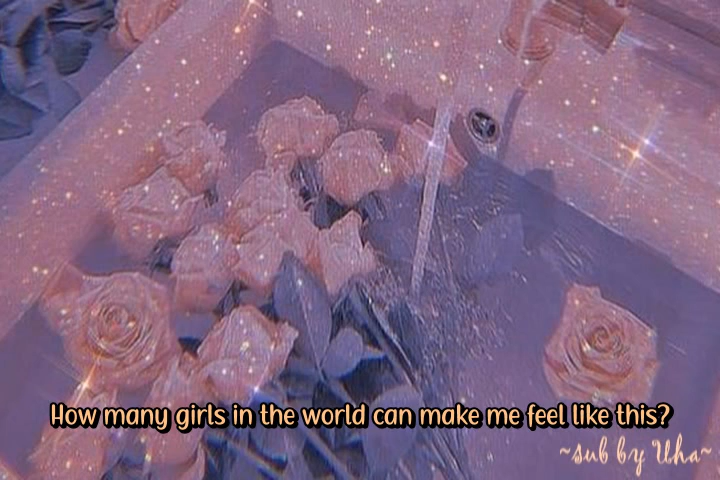 How many girls in the world can make me feel like this?
~sub by Uha~